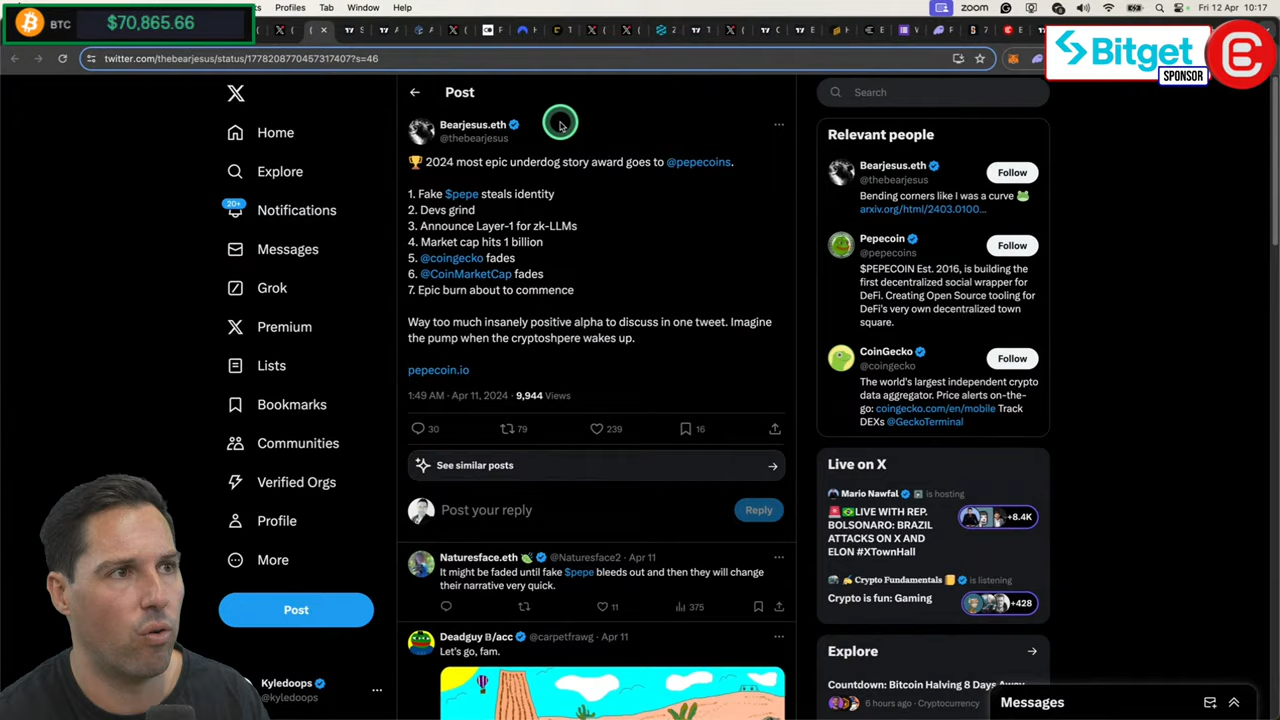 Profiles Tab Window Help
zoom
Fri 12 Apr 10:17
BTC $70,865.66
twitter.com/thebearjesus/status/1778208770457317407?s=46
Bitget
SPONSOR
Home
Explore
20+
Notifications
Messages
Grok
Premium
Lists
Bookmarks
Communities
Verified Orgs
Profile
More
Post
Kyledoops
@kyledoops
Post
Bearjesus.eth
@thebearjesus
🏆 2024 most epic underdog story award goes to @pepecoins.
1. Fake $pepe steals identity
2. Devs grind
3. Announce Layer-1 for zk-LLMs
4. Market cap hits 1 billion
5. @coingecko fades
6. @CoinMarketCap fades
7. Epic burn about to commence
Way too much insanely positive alpha to discuss in one tweet. Imagine
the pump when the cryptoshpere wakes up.
pepecoin.io
1:49 AM · Apr 11, 2024 · 9,944 Views
30 79 239 16
See similar posts
Post your reply
Reply
Naturesface.eth @Naturesface2 · Apr 11
It might be faded until fake $pepe bleeds out and then they will change
their narrative very quick.
11 375
Deadguy B/acc @carpetfrawg · Apr 11
Let's go, fam.
Search
Relevant people
Bearjesus.eth
@thebearjesus
Follow
Bending corners like I was a curve 🐸
arxiv.org/html/2403.0100...
Pepecoin
@pepecoins
Follow
$PEPECOIN Est. 2016, is building the
first decentralized social wrapper for
DeFi. Creating Open Source tooling for
DeFi's very own decentralized town
square.
CoinGecko
@coingecko
Follow
The world's largest independent crypto
data aggregator. Price alerts on-the-
go: coingecko.com/en/mobile Track
DEXs @GeckoTerminal
Live on X
Mario Nawfal is hosting
🚨🇧🇷LIVE WITH REP.
BOLSONARO: BRAZIL
ATTACKS ON X AND
ELON #XTownHall
+8.4K
Crypto Fundamentals is listening
Crypto is fun: Gaming
+428
Explore
Countdown: Bitcoin Halving 8 Days Away
6 hours ago · Cryptocurrency
Messages